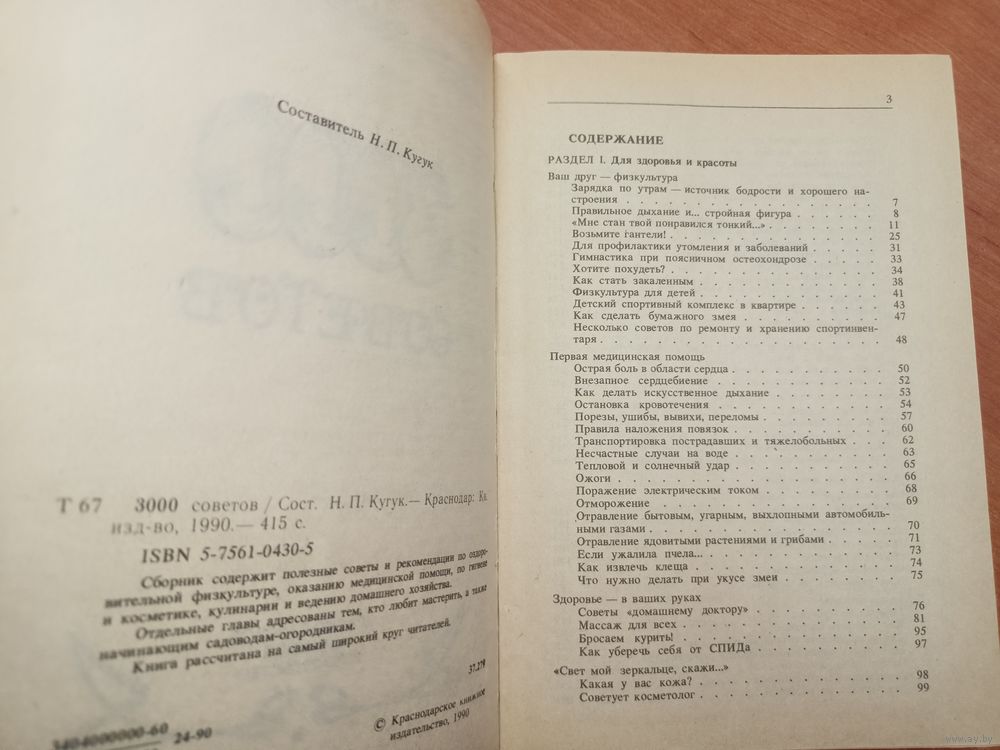 Составитель Н. П. Кугук
Т 67 3000 советов / Сост. Н. П. Кугук.— Краснодар: Кн.
изд-во, 1990.— 415 с.
ISBN 5-7561-0430-5
Сборник содержит полезные советы и рекомендации по оздоро-
вительной физкультуре, оказанию медицинской помощи, по гигиене
и косметике, кулинарии и ведению домашнего хозяйства.
Отдельные главы адресованы тем, кто любит мастерить, а также
начинающим садоводам-огородникам.
Книга рассчитана на самый широкий круг читателей.
37.279
3404000000-60
24-90
© Краснодарское книжное
издательство, 1990
3
СОДЕРЖАНИЕ
РАЗДЕЛ I. Для здоровья и красоты
Ваш друг — физкультура
Зарядка по утрам — источник бодрости и хорошего на-
строения . . . . . . . . . . 7
Правильное дыхание и... стройная фигура . . . . . . 8
«Мне стан твой понравился тонкий...» . . . . . . . 11
Возьмите гантели! . . . . . . . . . . 25
Для профилактики утомления и заболеваний . . . . . 31
Гимнастика при поясничном остеохондрозе . . . . . 33
Хотите похудеть? . . . . . . . . . . 34
Как стать закаленным . . . . . . . . . . 38
Физкультура для детей . . . . . . . . . . 41
Детский спортивный комплекс в квартире . . . . . . 43
Как сделать бумажного змея . . . . . . . . 47
Несколько советов по ремонту и хранению спортинвен-
таря . . . . . . . . . . 48
Первая медицинская помощь
Острая боль в области сердца . . . . . . . . 50
Внезапное сердцебиение . . . . . . . . . 52
Как делать искусственное дыхание . . . . . . . 53
Остановка кровотечения . . . . . . . . . 54
Порезы, ушибы, вывихи, переломы . . . . . . . 57
Правила наложения повязок . . . . . . . . 60
Транспортировка пострадавших и тяжелобольных . . . 62
Несчастные случаи на воде . . . . . . . . 63
Тепловой и солнечный удар . . . . . . . . 65
Ожоги . . . . . . . . . . 66
Поражение электрическим током . . . . . . . 68
Отморожение . . . . . . . . . . 69
Отравление бытовым, угарным, выхлопными автомобиль-
ными газами . . . . . . . . . . 70
Отравление ядовитыми растениями и грибами . . . . 71
Если ужалила пчела... . . . . . . . . . 73
Как извлечь клеща . . . . . . . . . . 74
Что нужно делать при укусе змеи . . . . . . . 75
Здоровье — в ваших руках
Советы «домашнему доктору» . . . . . . . . 76
Массаж для всех . . . . . . . . . . 81
Бросаем курить! . . . . . . . . . . 95
Как уберечь себя от СПИДа . . . . . . . . 97
«Свет мой зеркальце, скажи...»
Какая у вас кожа? . . . . . . . . . . 98
Советует косметолог . . . . . . . . . . 99
www.ay.by